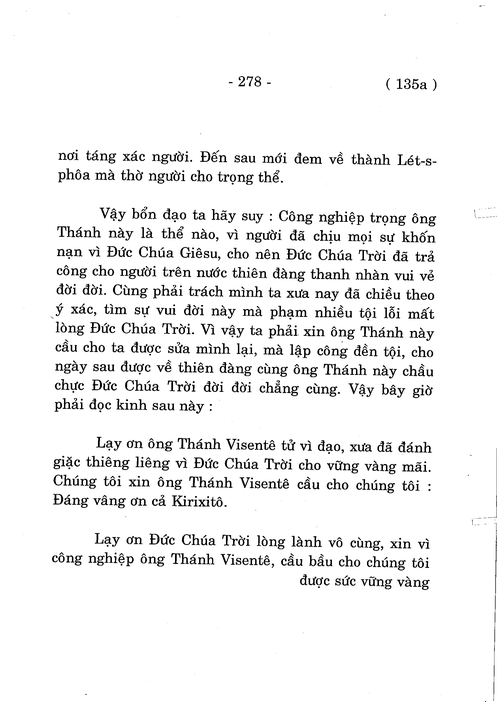 - 278 -
( 135a )
nơi táng xác người. Đến sau mới đem về thành Lét-s-
phôa mà thờ người cho trọng thể.
Vậy bổn đạo ta hãy suy : Công nghiệp trọng ông
Thánh này là thể nào, vì người đã chịu mọi sự khốn
nạn vì Đức Chúa Giêsu, cho nên Đức Chúa Trời đã trả
công cho người trên nước thiên đàng thanh nhàn vui vẻ
đời đời. Cùng phải trách mình ta xưa nay đã chiều theo
ý xác, tìm sự vui đời này mà phạm nhiều tội lỗi mất
lòng Đức Chúa Trời. Vì vậy ta phải xin ông Thánh này
cầu cho ta được sửa mình lại, mà lập công đền tội, cho
ngày sau được về thiên đàng cùng ông Thánh này chầu
chực Đức Chúa Trời đời đời chẳng cùng. Vậy bây giờ
phải đọc kinh sau này :
Lạy ơn ông Thánh Visentê tử vì đạo, xưa đã đánh
giặc thiêng liêng vì Đức Chúa Trời cho vững vàng mãi.
Chúng tôi xin ông Thánh Visentê cầu cho chúng tôi :
Đáng vâng ơn cả Kirixitô.
Lạy ơn Đức Chúa Trời lòng lành vô cùng, xin vì
công nghiệp ông Thánh Visentê, cầu bầu cho chúng tôi
được sức vững vàng